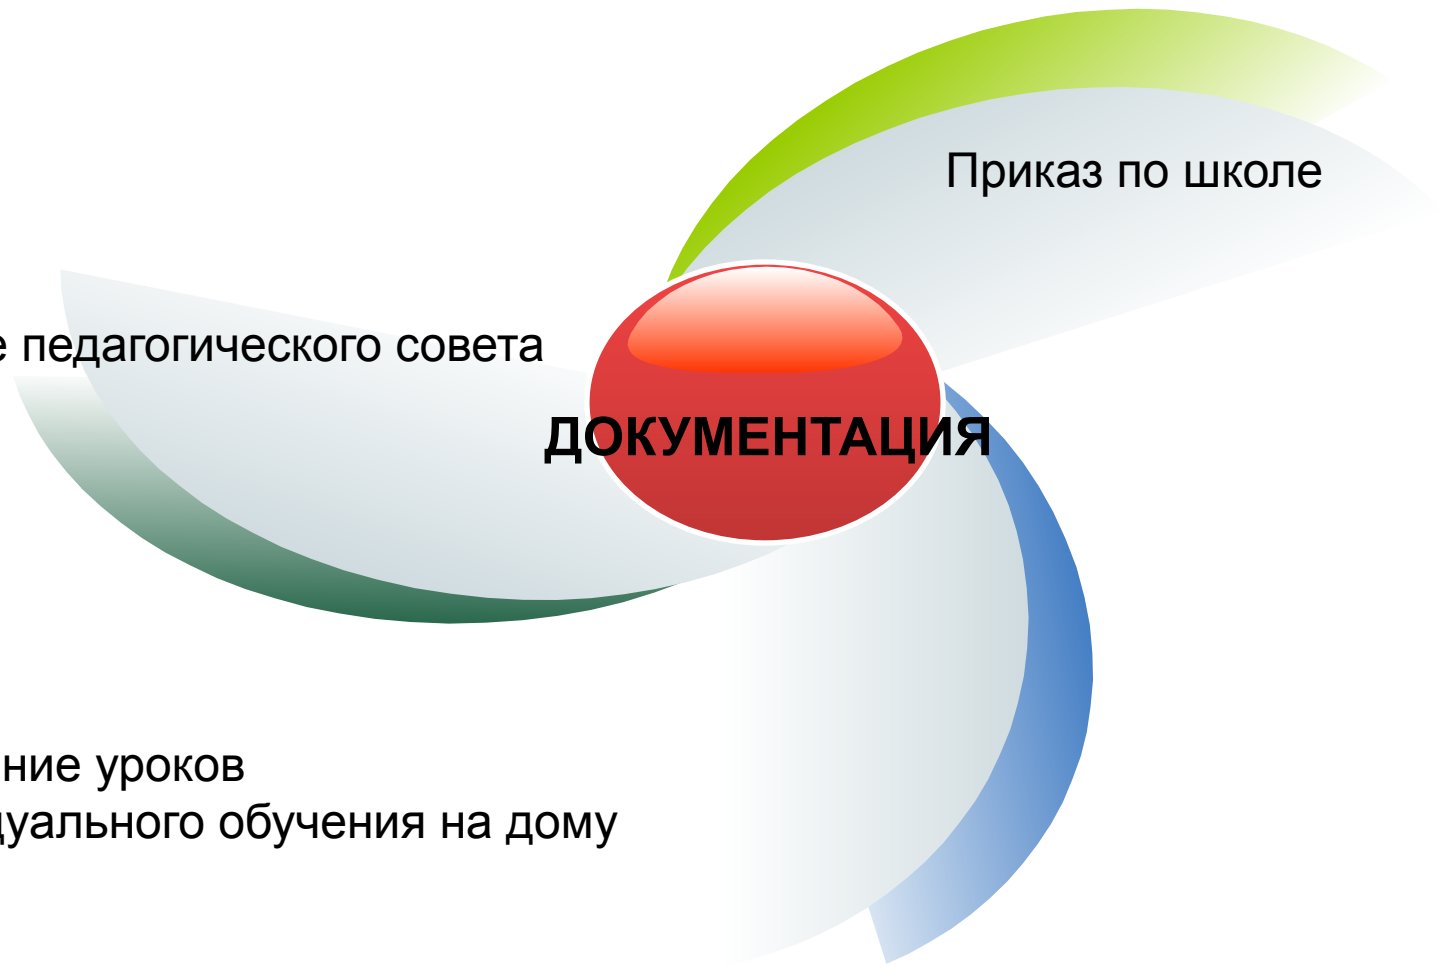 Приказ по школе
е педагогического совета
ДОКУМЕНТАЦИЯ
ние уроков
дуального обучения на дому